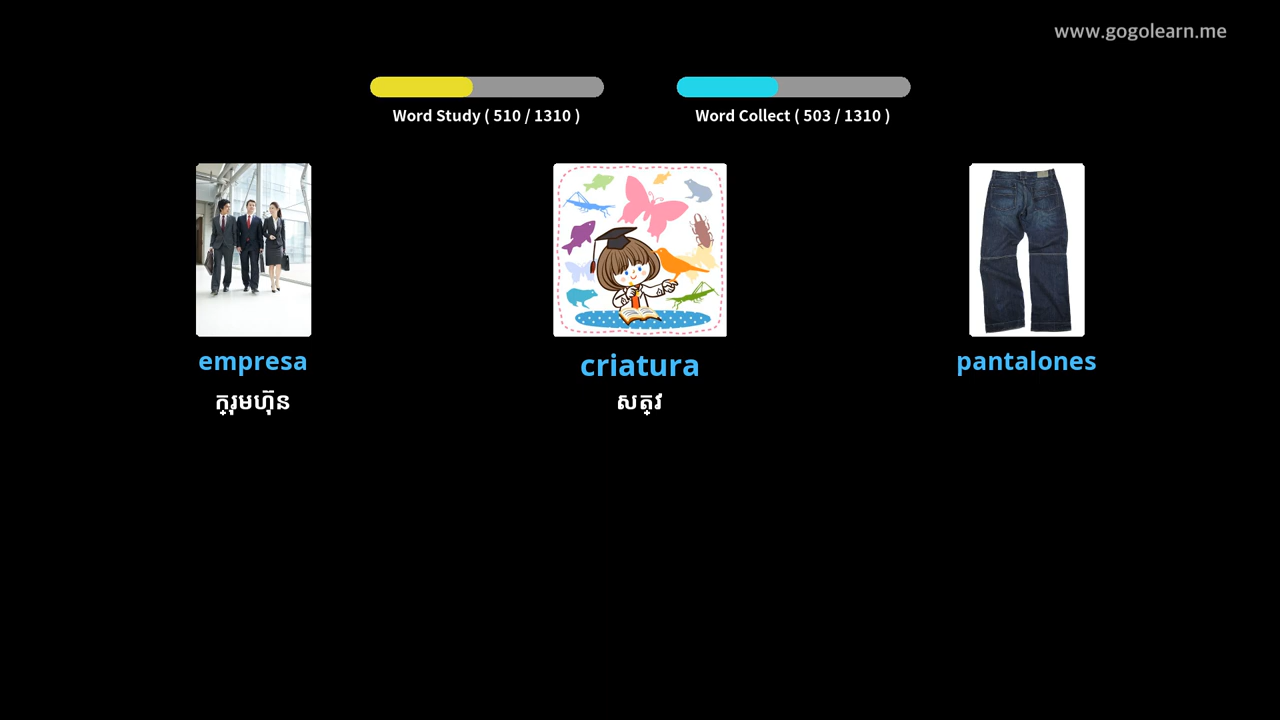 www.gogolearn.me
Word Study ( 510 / 1310 )
Word Collect ( 503 / 1310 )
empresa
criatura
pantalones
ក្រុមហ៊ុន
សត្វ